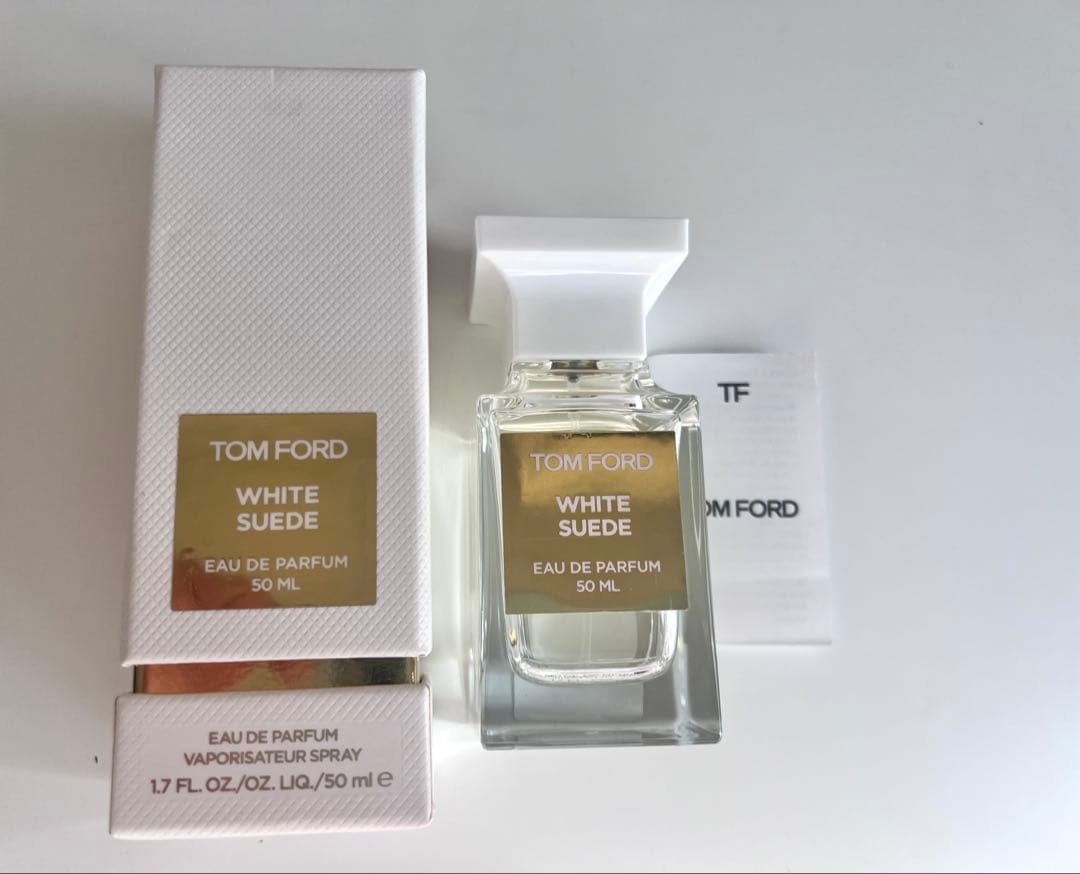 TOM FORD
WHITE
SUEDE
EAU DE PARFUM
50 ML
EAU DE PARFUM
VAPORISATEUR SPRAY
1.7 FL. OZ./OZ. LIQ./50 ml ℮
TOM FORD
WHITE
SUEDE
EAU DE PARFUM
50 ML
TF
OM FORD